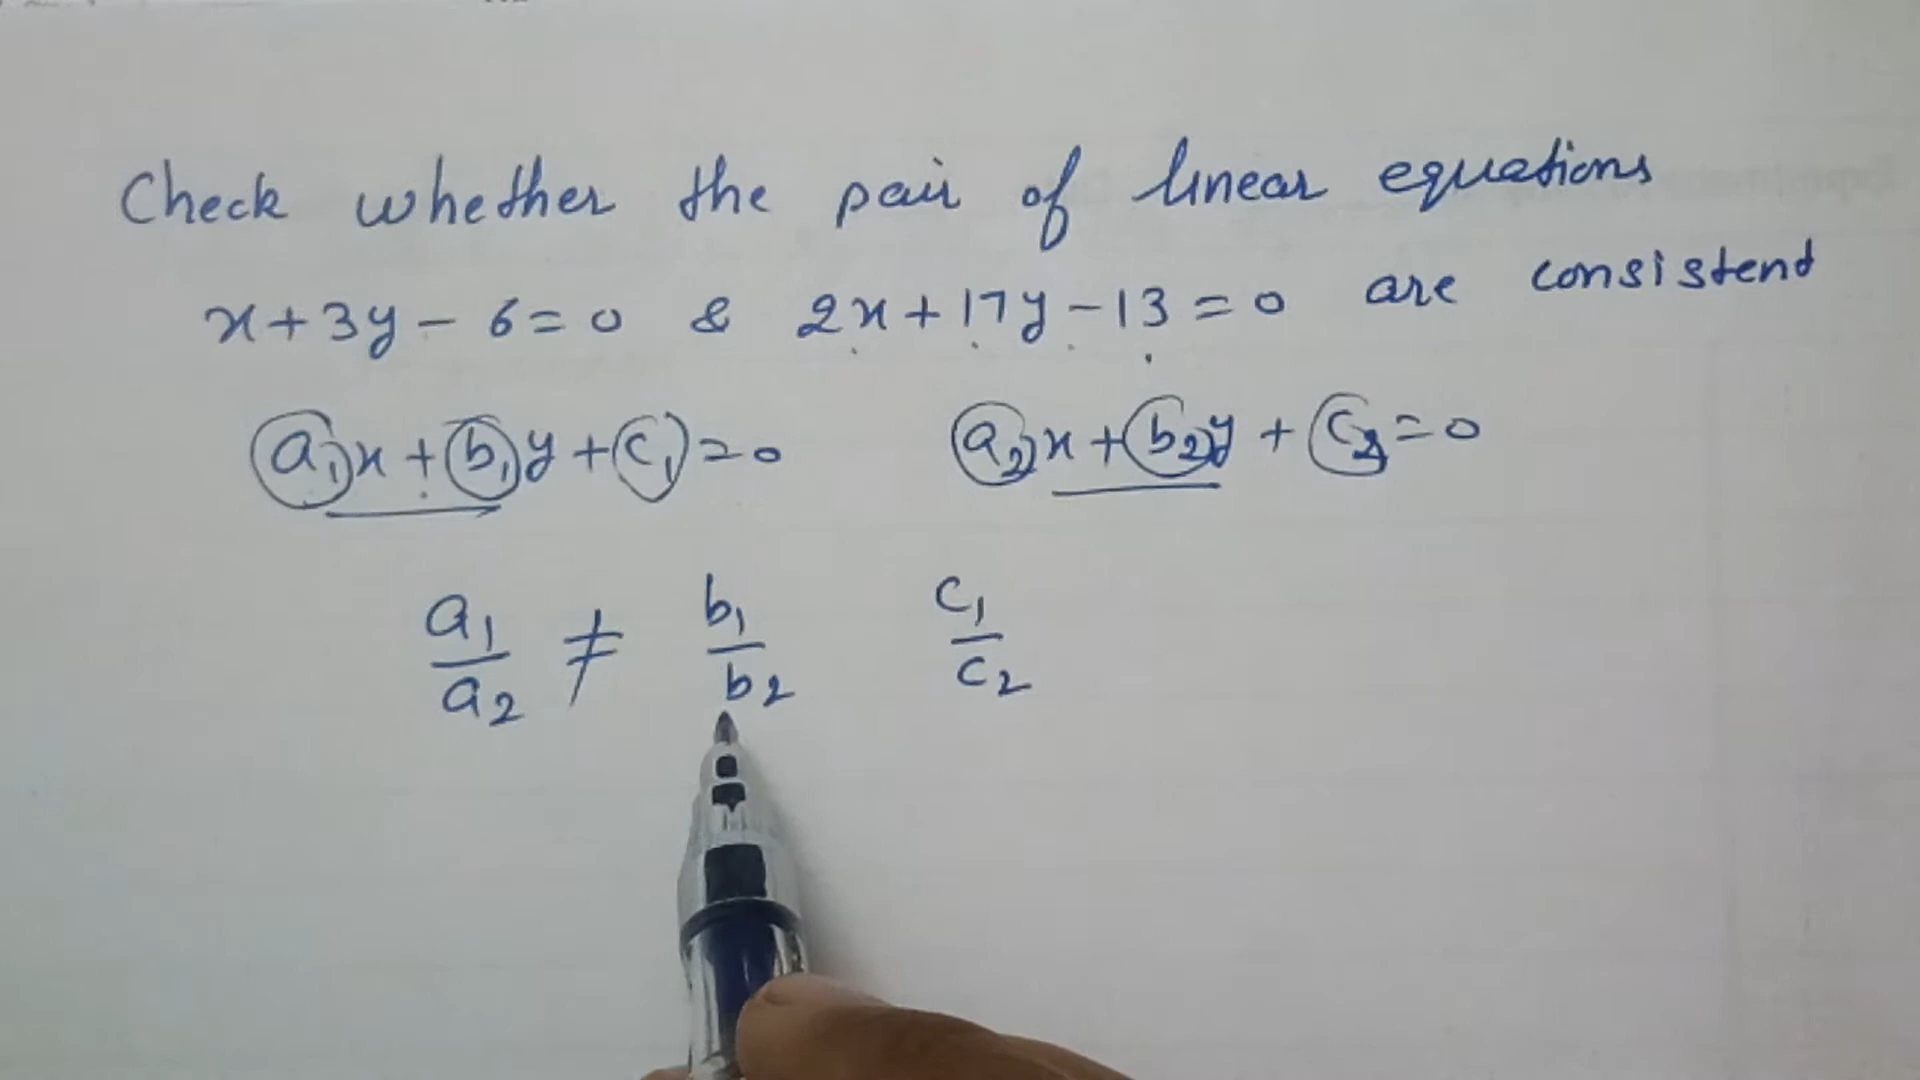 Check whether the pair of linear equations
x + 3y - 6 = 0 & 2x + 17y - 13 = 0 are consistend
a₁x + b₁y + c₁ = 0 a₂x + b₂y + c₂ = 0
a₁/a₂ ≠ b₁/b₂ c₁/c₂